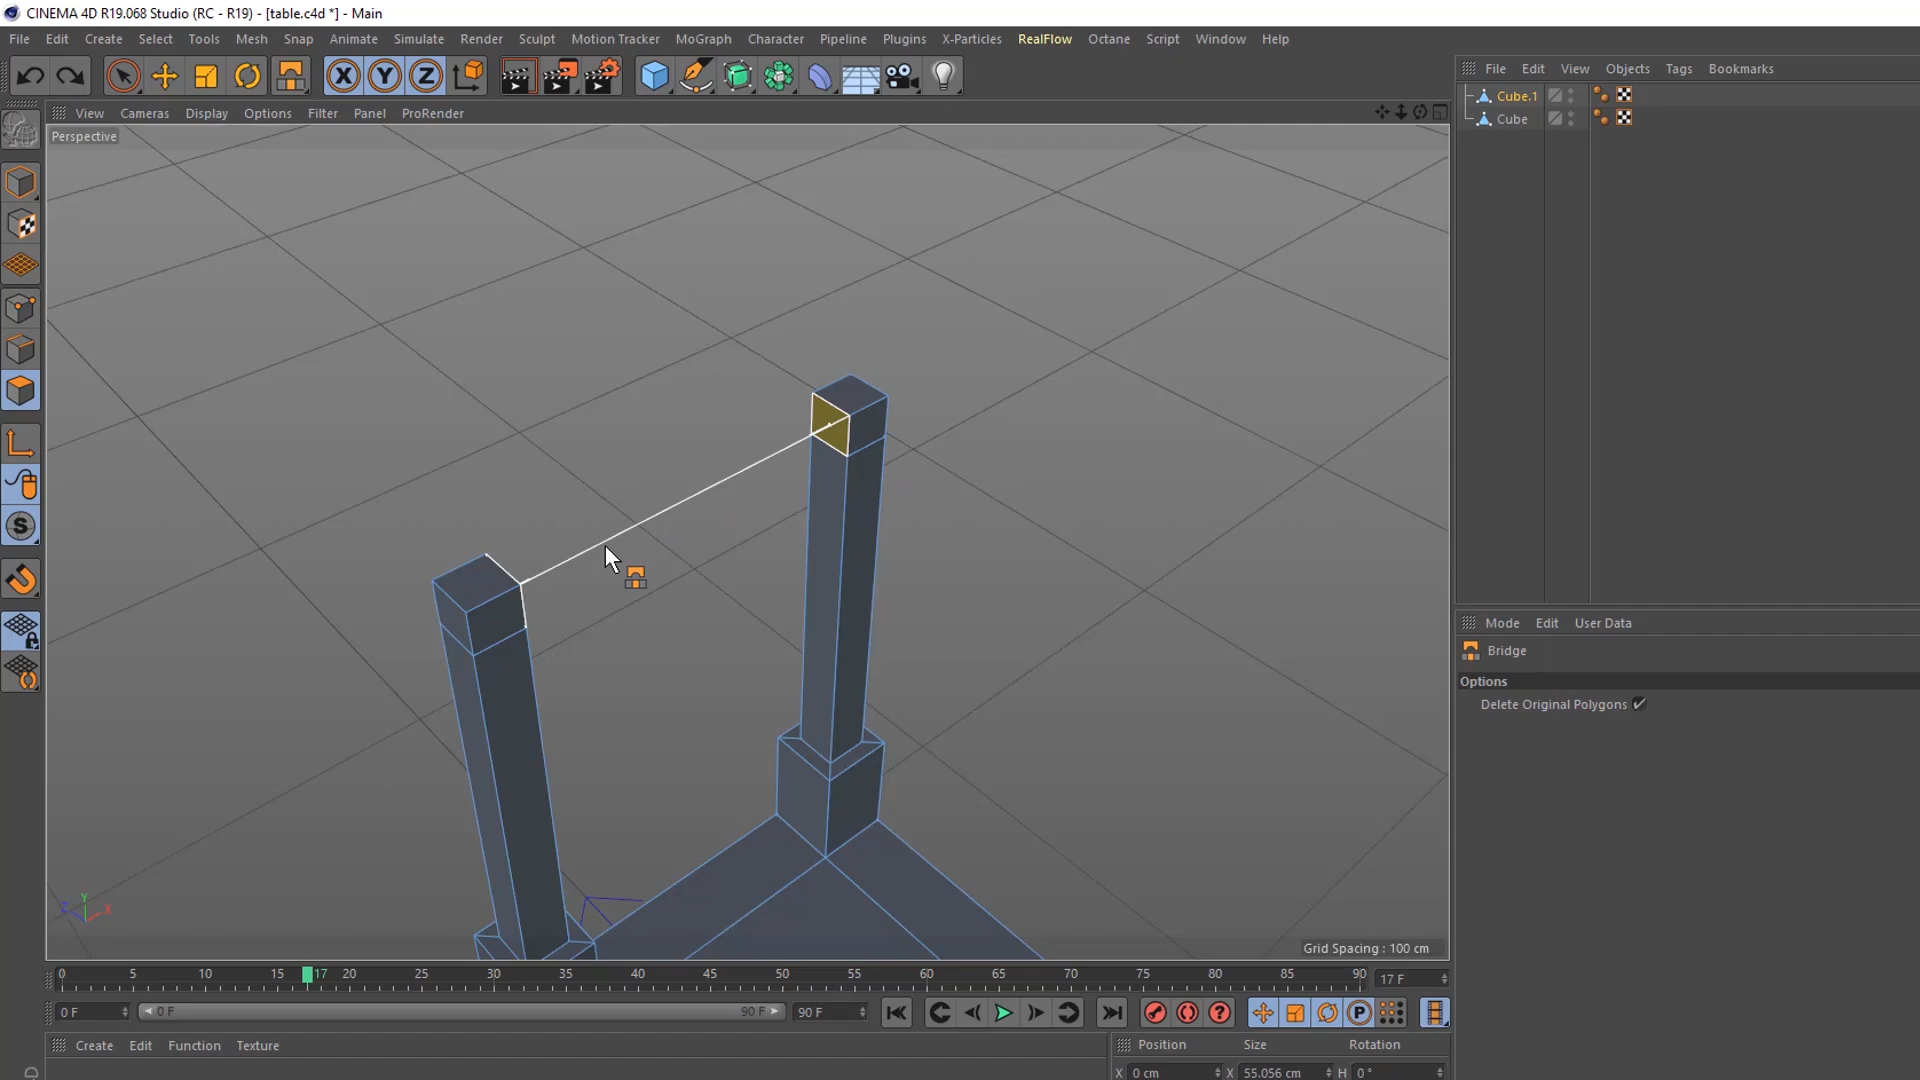 CINEMA 4D R19.068 Studio (RC - R19) - [table.c4d *] - Main
File Edit Create Select Tools Mesh Snap Animate Simulate Render Sculpt Motion Tracker MoGraph Character Pipeline Plugins X-Particles RealFlow Octane Script Window Help
X Y Z
View Cameras Display Options Filter Panel ProRender
Perspective
S
Y
Z X
Grid Spacing : 100 cm
0 5 10 15 17 20 25 30 35 40 45 50 55 60 65 70 75 80 85 90 17 F
0 F 0 F 90 F 90 F ? P
Create Edit Function Texture
Position Size Rotation
X 0 cm X 55.056 cm H 0 °
File Edit View Objects Tags Bookmarks
Cube.1
Cube
Mode Edit User Data
Bridge
Options
Delete Original Polygons